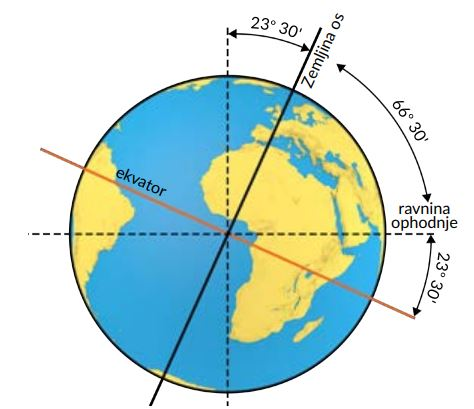 23° 30'
Zemljina os
66° 30'
ekvator
ravnina
ophodnje
23° 30'